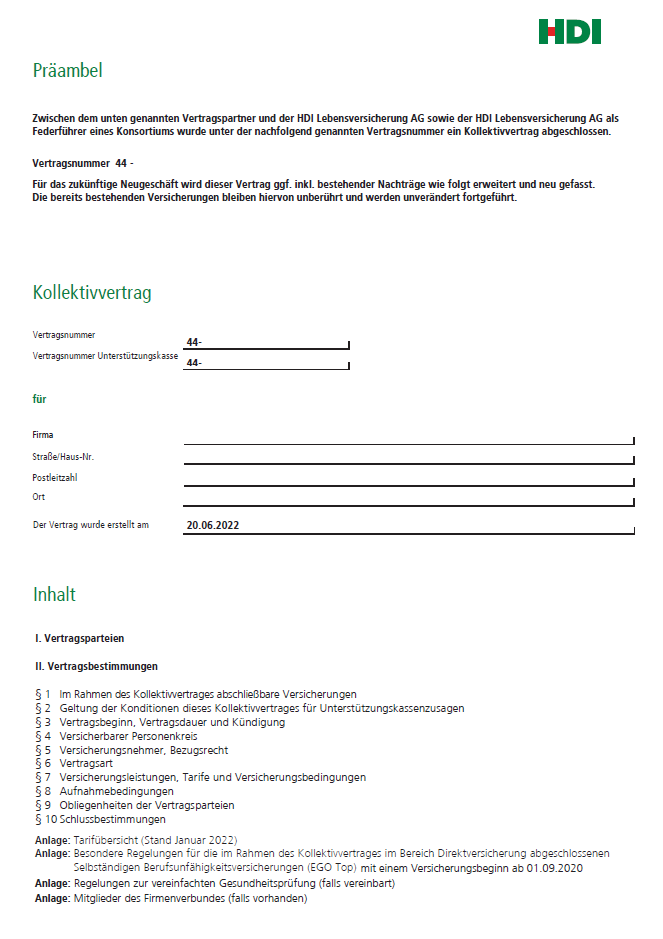 HDI
Präambel
Zwischen dem unten genannten Vertragspartner und der HDI Lebensversicherung AG sowie der HDI Lebensversicherung AG als
Federführer eines Konsortiums wurde unter der nachfolgend genannten Vertragsnummer ein Kollektivvertrag abgeschlossen.
Vertragsnummer 44 -
Für das zukünftige Neugeschäft wird dieser Vertrag ggf. inkl. bestehender Nachträge wie folgt erweitert und neu gefasst.
Die bereits bestehenden Versicherungen bleiben hiervon unberührt und werden unverändert fortgeführt.
Kollektivvertrag
Vertragsnummer 44-
Vertragsnummer Unterstützungskasse 44-
für
Firma
Straße/Haus-Nr.
Postleitzahl
Ort
Der Vertrag wurde erstellt am 20.06.2022
Inhalt
I. Vertragsparteien
II. Vertragsbestimmungen
§ 1 Im Rahmen des Kollektivvertrages abschließbare Versicherungen
§ 2 Geltung der Konditionen dieses Kollektivvertrages für Unterstützungskassenzusagen
§ 3 Vertragsbeginn, Vertragsdauer und Kündigung
§ 4 Versicherbarer Personenkreis
§ 5 Versicherungsnehmer, Bezugsrecht
§ 6 Vertragsart
§ 7 Versicherungsleistungen, Tarife und Versicherungsbedingungen
§ 8 Aufnahmebedingungen
§ 9 Obliegenheiten der Vertragsparteien
§ 10 Schlussbestimmungen
Anlage: Tarifübersicht (Stand Januar 2022)
Anlage: Besondere Regelungen für die im Rahmen des Kollektivvertrages im Bereich Direktversicherung abgeschlossenen
Selbständigen Berufsunfähigkeitsversicherungen (EGO Top) mit einem Versicherungsbeginn ab 01.09.2020
Anlage: Regelungen zur vereinfachten Gesundheitsprüfung (falls vereinbart)
Anlage: Mitglieder des Firmenverbundes (falls vorhanden)